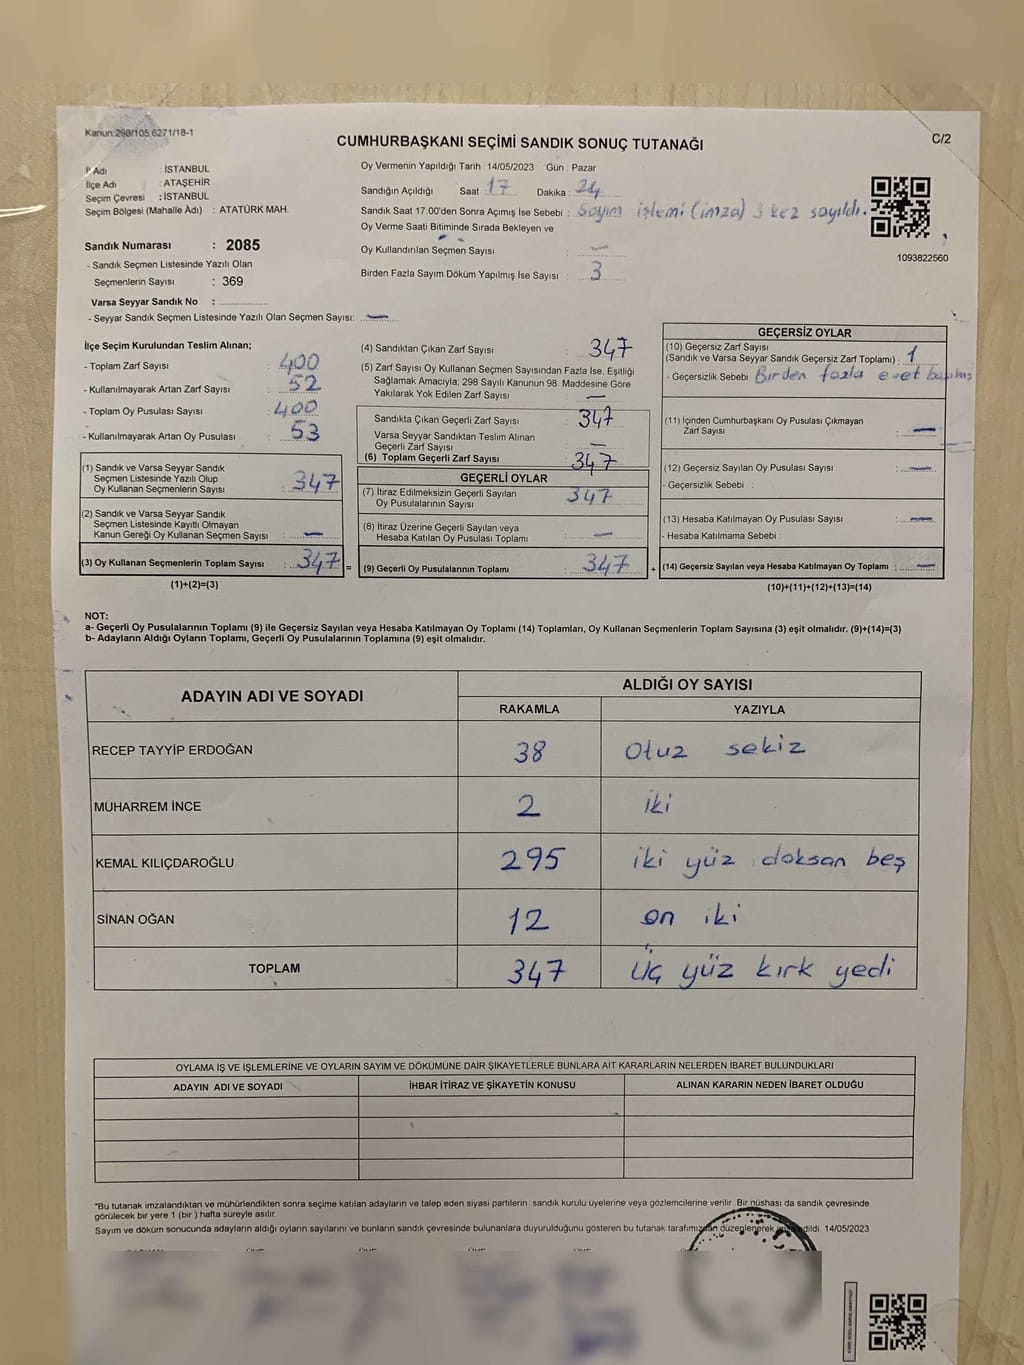 Kanun:298/105,6271/18-1
CUMHURBAŞKANI SEÇİMİ SANDIK SONUÇ TUTANAĞI
C/2
İl Adı : İSTANBUL
İlçe Adı : ATAŞEHİR
Seçim Çevresi : İSTANBUL
Seçim Bölgesi (Mahalle Adı) : ATATÜRK MAH.
Sandık Numarası : 2085
- Sandık Seçmen Listesinde Yazılı Olan
Seçmenlerin Sayısı : 369
Varsa Seyyar Sandık No :
- Seyyar Sandık Seçmen Listesinde Yazılı Olan Seçmen Sayısı: —
Oy Vermenin Yapıldığı Tarih : 14/05/2023 Gün : Pazar
Sandığın Açıldığı Saat : 17 Dakika : 24
Sandık Saat 17:00'den Sonra Açımış İse Sebebi : Sayım işlemi (imza) 3 kez sayıldı.
Oy Verme Saati Bitiminde Sırada Bekleyen ve
Oy Kullandırılan Seçmen Sayısı : —
Birden Fazla Sayım Döküm Yapılmış İse Sayısı : 3
1093822560
İlçe Seçim Kurulundan Teslim Alınan;
- Toplam Zarf Sayısı : 400
- Kullanılmayarak Artan Zarf Sayısı : 52
- Toplam Oy Pusulası Sayısı : 400
- Kullanılmayarak Artan Oy Pusulası : 53
(1) Sandık ve Varsa Seyyar Sandık
Seçmen Listesinde Yazılı Olup
Oy Kullanan Seçmenlerin Sayısı : 347
(2) Sandık ve Varsa Seyyar Sandık
Seçmen Listesinde Kayıtlı Olmayan
Kanun Gereği Oy Kullanan Seçmen Sayısı : —
(3) Oy Kullanan Seçmenlerin Toplam Sayısı : 347 =
(1)+(2)=(3)
(4) Sandıktan Çıkan Zarf Sayısı : 347
(5) Zarf Sayısı Oy Kullanan Seçmen Sayısından Fazla İse, Eşitliği
Sağlamak Amacıyla; 298 Sayılı Kanunun 98. Maddesine Göre
Yakılarak Yok Edilen Zarf Sayısı : —
Sandıkta Çıkan Geçerli Zarf Sayısı : 347
Varsa Seyyar Sandıktan Teslim Alınan
Geçerli Zarf Sayısı : —
(6) Toplam Geçerli Zarf Sayısı : 347
GEÇERLİ OYLAR
(7) İtiraz Edilmeksizin Geçerli Sayılan
Oy Pusulalarının Sayısı : 347
(8) İtiraz Üzerine Geçerli Sayılan veya
Hesaba Katılan Oy Pusulası Toplamı : —
(9) Geçerli Oy Pusulalarının Toplamı : 347 +
GEÇERSİZ OYLAR
(10) Geçersiz Zarf Sayısı
(Sandık ve Varsa Seyyar Sandık Geçersiz Zarf Toplamı) : 1
- Geçersizlik Sebebi : Birden fazla evet
(11) İçinden Cumhurbaşkanı Oy Pusulası Çıkmayan
Zarf Sayısı : —
(12) Geçersiz Sayılan Oy Pusulası Sayısı : —
- Geçersizlik Sebebi :
(13) Hesaba Katılmayan Oy Pusulası Sayısı : —
- Hesaba Katılmama Sebebi :
(14) Geçersiz Sayılan veya Hesaba Katılmayan Oy Toplamı : —
(10)+(11)+(12)+(13)=(14)
NOT:
a- Geçerli Oy Pusulalarının Toplamı (9) ile Geçersiz Sayılan ve Hesaba Katılmayan Oy Toplamı (14) Toplamları, Oy Kullanan Seçmenlerin Toplam Sayısına (3) eşit olmalıdır. (9)+(14)=(3)
b- Adayların Aldığı Oyların Toplamı, Geçerli Oy Pusulalarının Toplamına (9) eşit olmalıdır.
ADAYIN ADI VE SOYADI
ALDIĞI OY SAYISI
RAKAMLA YAZIYLA
RECEP TAYYİP ERDOĞAN 38 Otuz sekiz
MUHARREM İNCE 2 iki
KEMAL KILIÇDAROĞLU 295 iki yüz doksan beş
SİNAN OĞAN 12 on iki
TOPLAM 347 üç yüz kırk yedi
OYLAMA İŞ VE İŞLEMLERİNE VE OYLARIN SAYIM VE DÖKÜMÜNE DAİR ŞİKAYETLERLE BUNLARA AİT KARARLARIN NELERDEN İBARET BULUNDUKLARI
ADAYIN ADI VE SOYADI İHBAR İTİRAZ VE ŞİKAYETİN KONUSU ALINAN KARARIN NEDEN İBARET OLDUĞU
*Bu tutanak imzalandıktan ve mühürlendikten sonra seçime katılan adayların ve talep eden siyasi partilerin sandık kurulu üyelerine veya gözlemcilerine verilir. Bir nüshası da sandık çevresinde
görülecek bir yere 1 (bir ) hafta süreyle asılır.
Sayım ve döküm sonucunda adayların aldığı oyların sayılarını ve bunların sandık çevresinde bulunanlara duyurulduğunu gösteren bu tutanak tarafımızdan düzenlenerek edildi. 14/05/2023